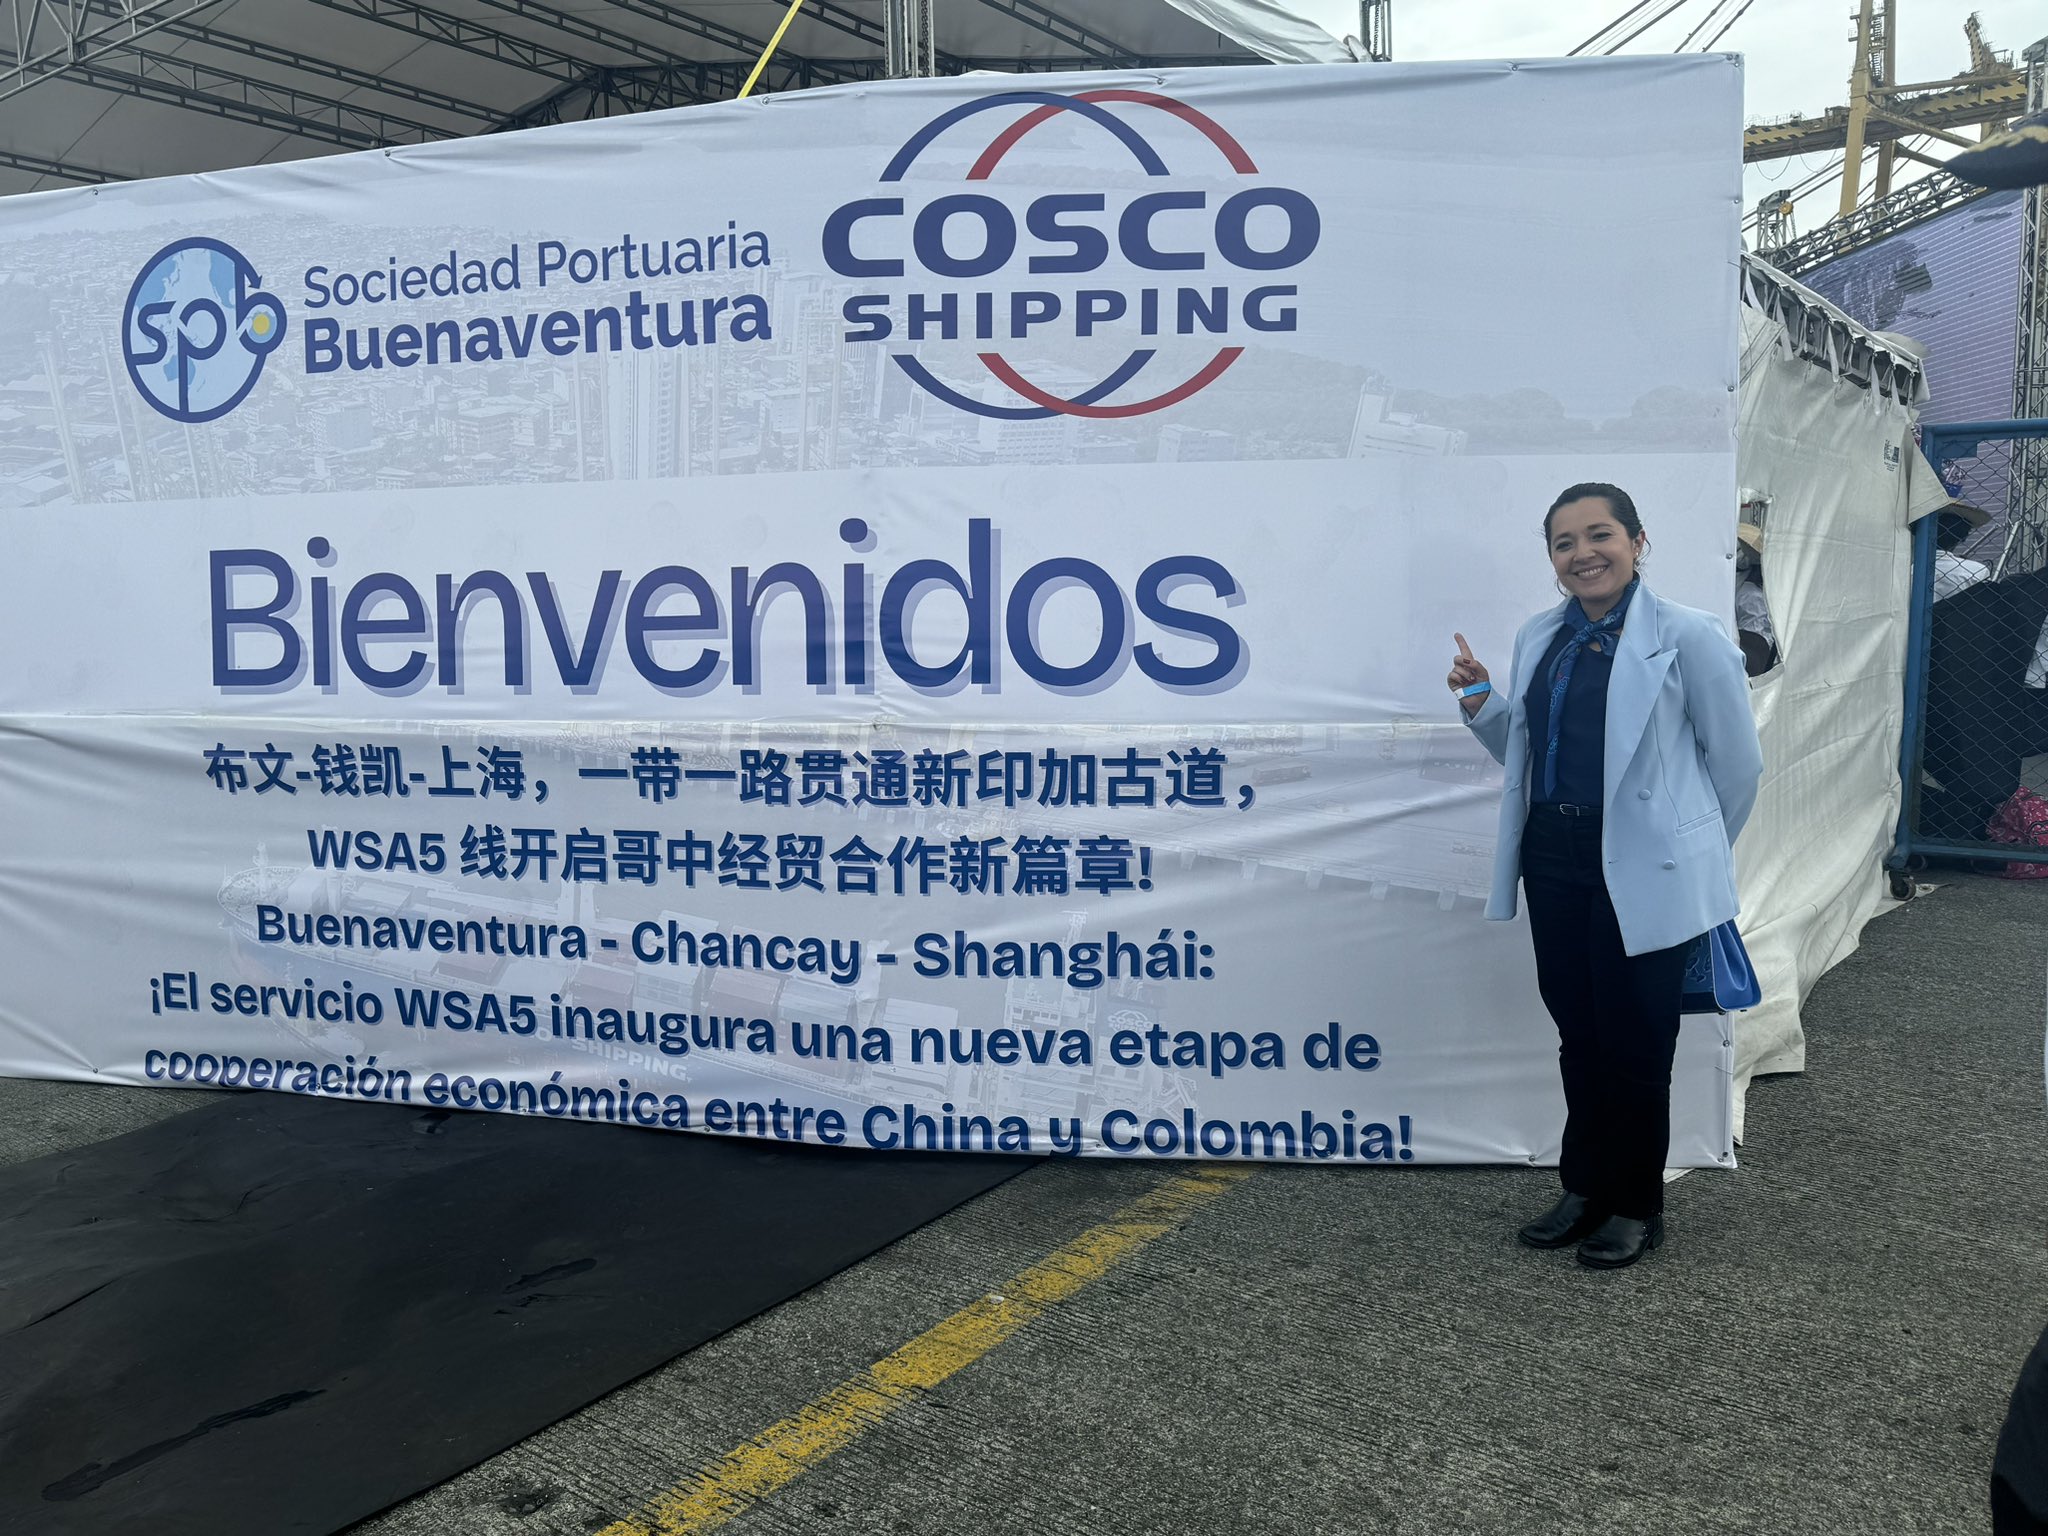 spb
Sociedad Portuaria
Buenaventura
COSCO
SHIPPING
Bienvenidos
布文-钱凯-上海，一带一路贯通新印加古道，
WSA5 线开启哥中经贸合作新篇章!
Buenaventura - Chancay - Shanghái:
¡El servicio WSA5 inaugura una nueva etapa de
cooperación económica entre China y Colombia!
SHIPPING